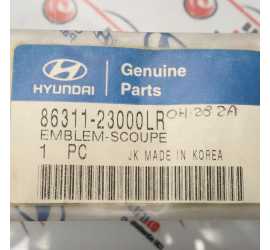 HYUNDAI
Genuine
Parts
86311-23000LR OH-28 2A
EMBLEM-SCOUPE
1 PC JK MADE IN KOREA